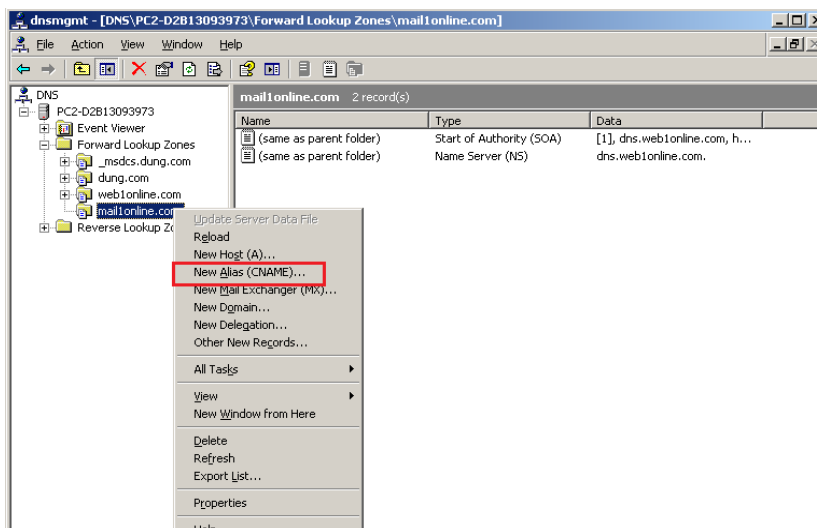 dnsmgmt - [DNS\PC2-D2B13093973\Forward Lookup Zones\mail1online.com]
File Action View Window Help
DNS
PC2-D2B13093973
Event Viewer
Forward Lookup Zones
_msdcs.dung.com
dung.com
web1online.com
mail1online.com
Reverse Lookup Zo
mail1online.com 2 record(s)
Name Type Data
(same as parent folder) Start of Authority (SOA) [1], dns.web1online.com, h...
(same as parent folder) Name Server (NS) dns.web1online.com.
Update Server Data File
Reload
New Host (A)...
New Alias (CNAME)...
New Mail Exchanger (MX)...
New Domain...
New Delegation...
Other New Records...
All Tasks
View
New Window from Here
Delete
Refresh
Export List...
Properties
Help